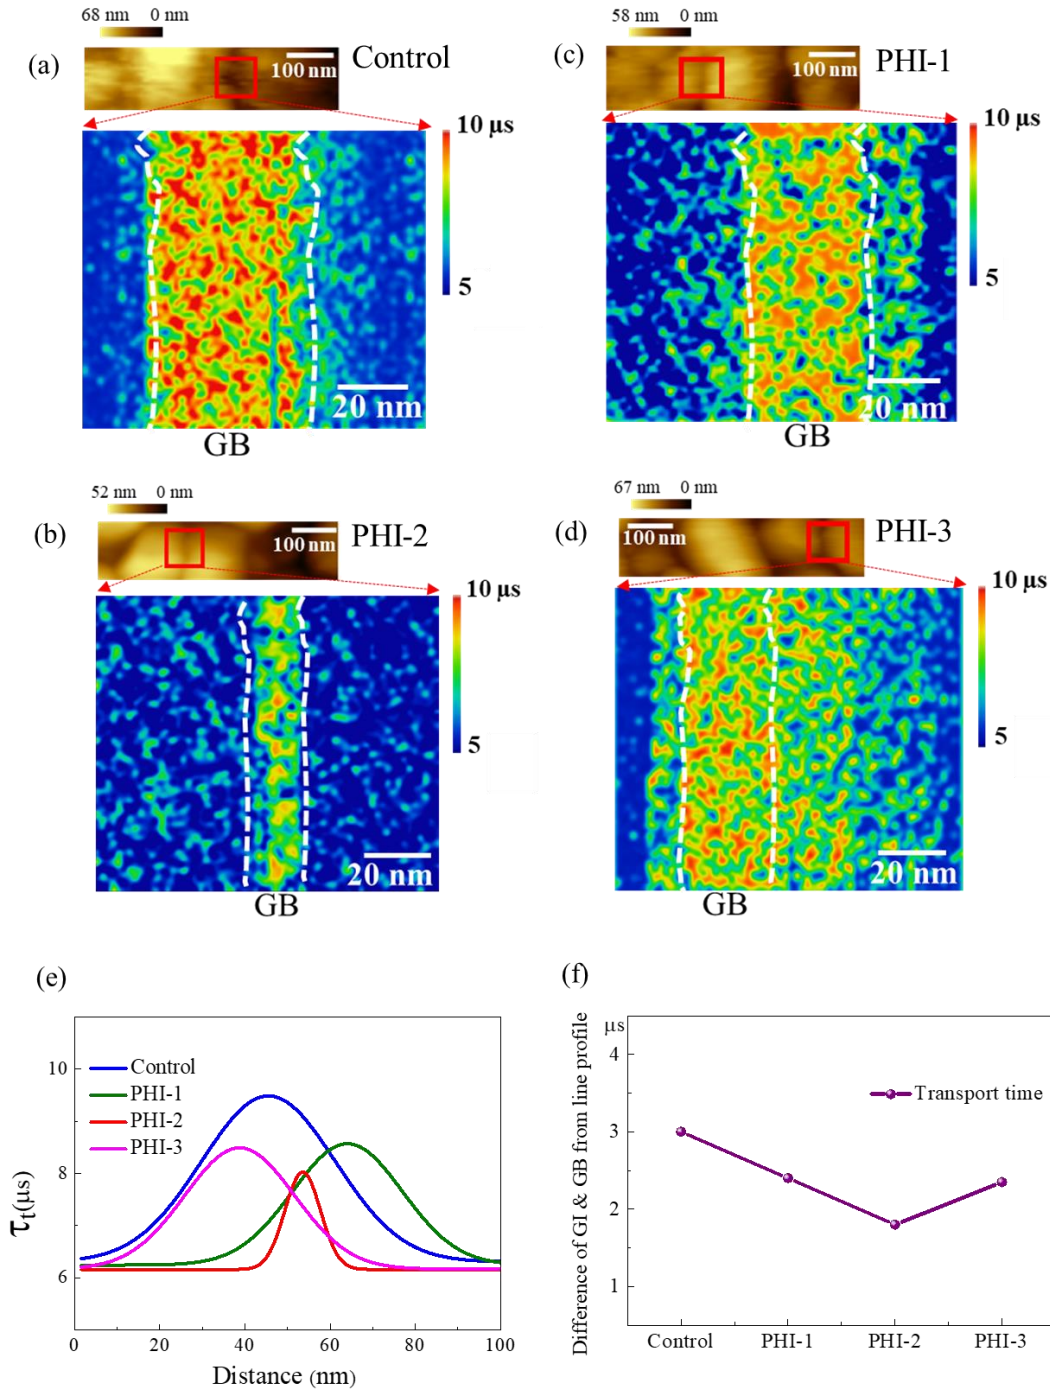 68 nm 0 nm
(a)
100 nm
Control
10 µs
5
20 nm
GB
58 nm 0 nm
(c)
100 nm
PHI-1
10 µs
5
20 nm
GB
52 nm 0 nm
(b)
100 nm
PHI-2
10 µs
5
20 nm
GB
67 nm 0 nm
(d)
100 nm
PHI-3
10 µs
5
20 nm
GB
(e)
τt(µs)
10
8
6
Control
PHI-1
PHI-2
PHI-3
0 20 40 60 80 100
Distance (nm)
(f)
Difference of GI & GB from line profile
µs
4
3
2
1
Transport time
Control PHI-1 PHI-2 PHI-3